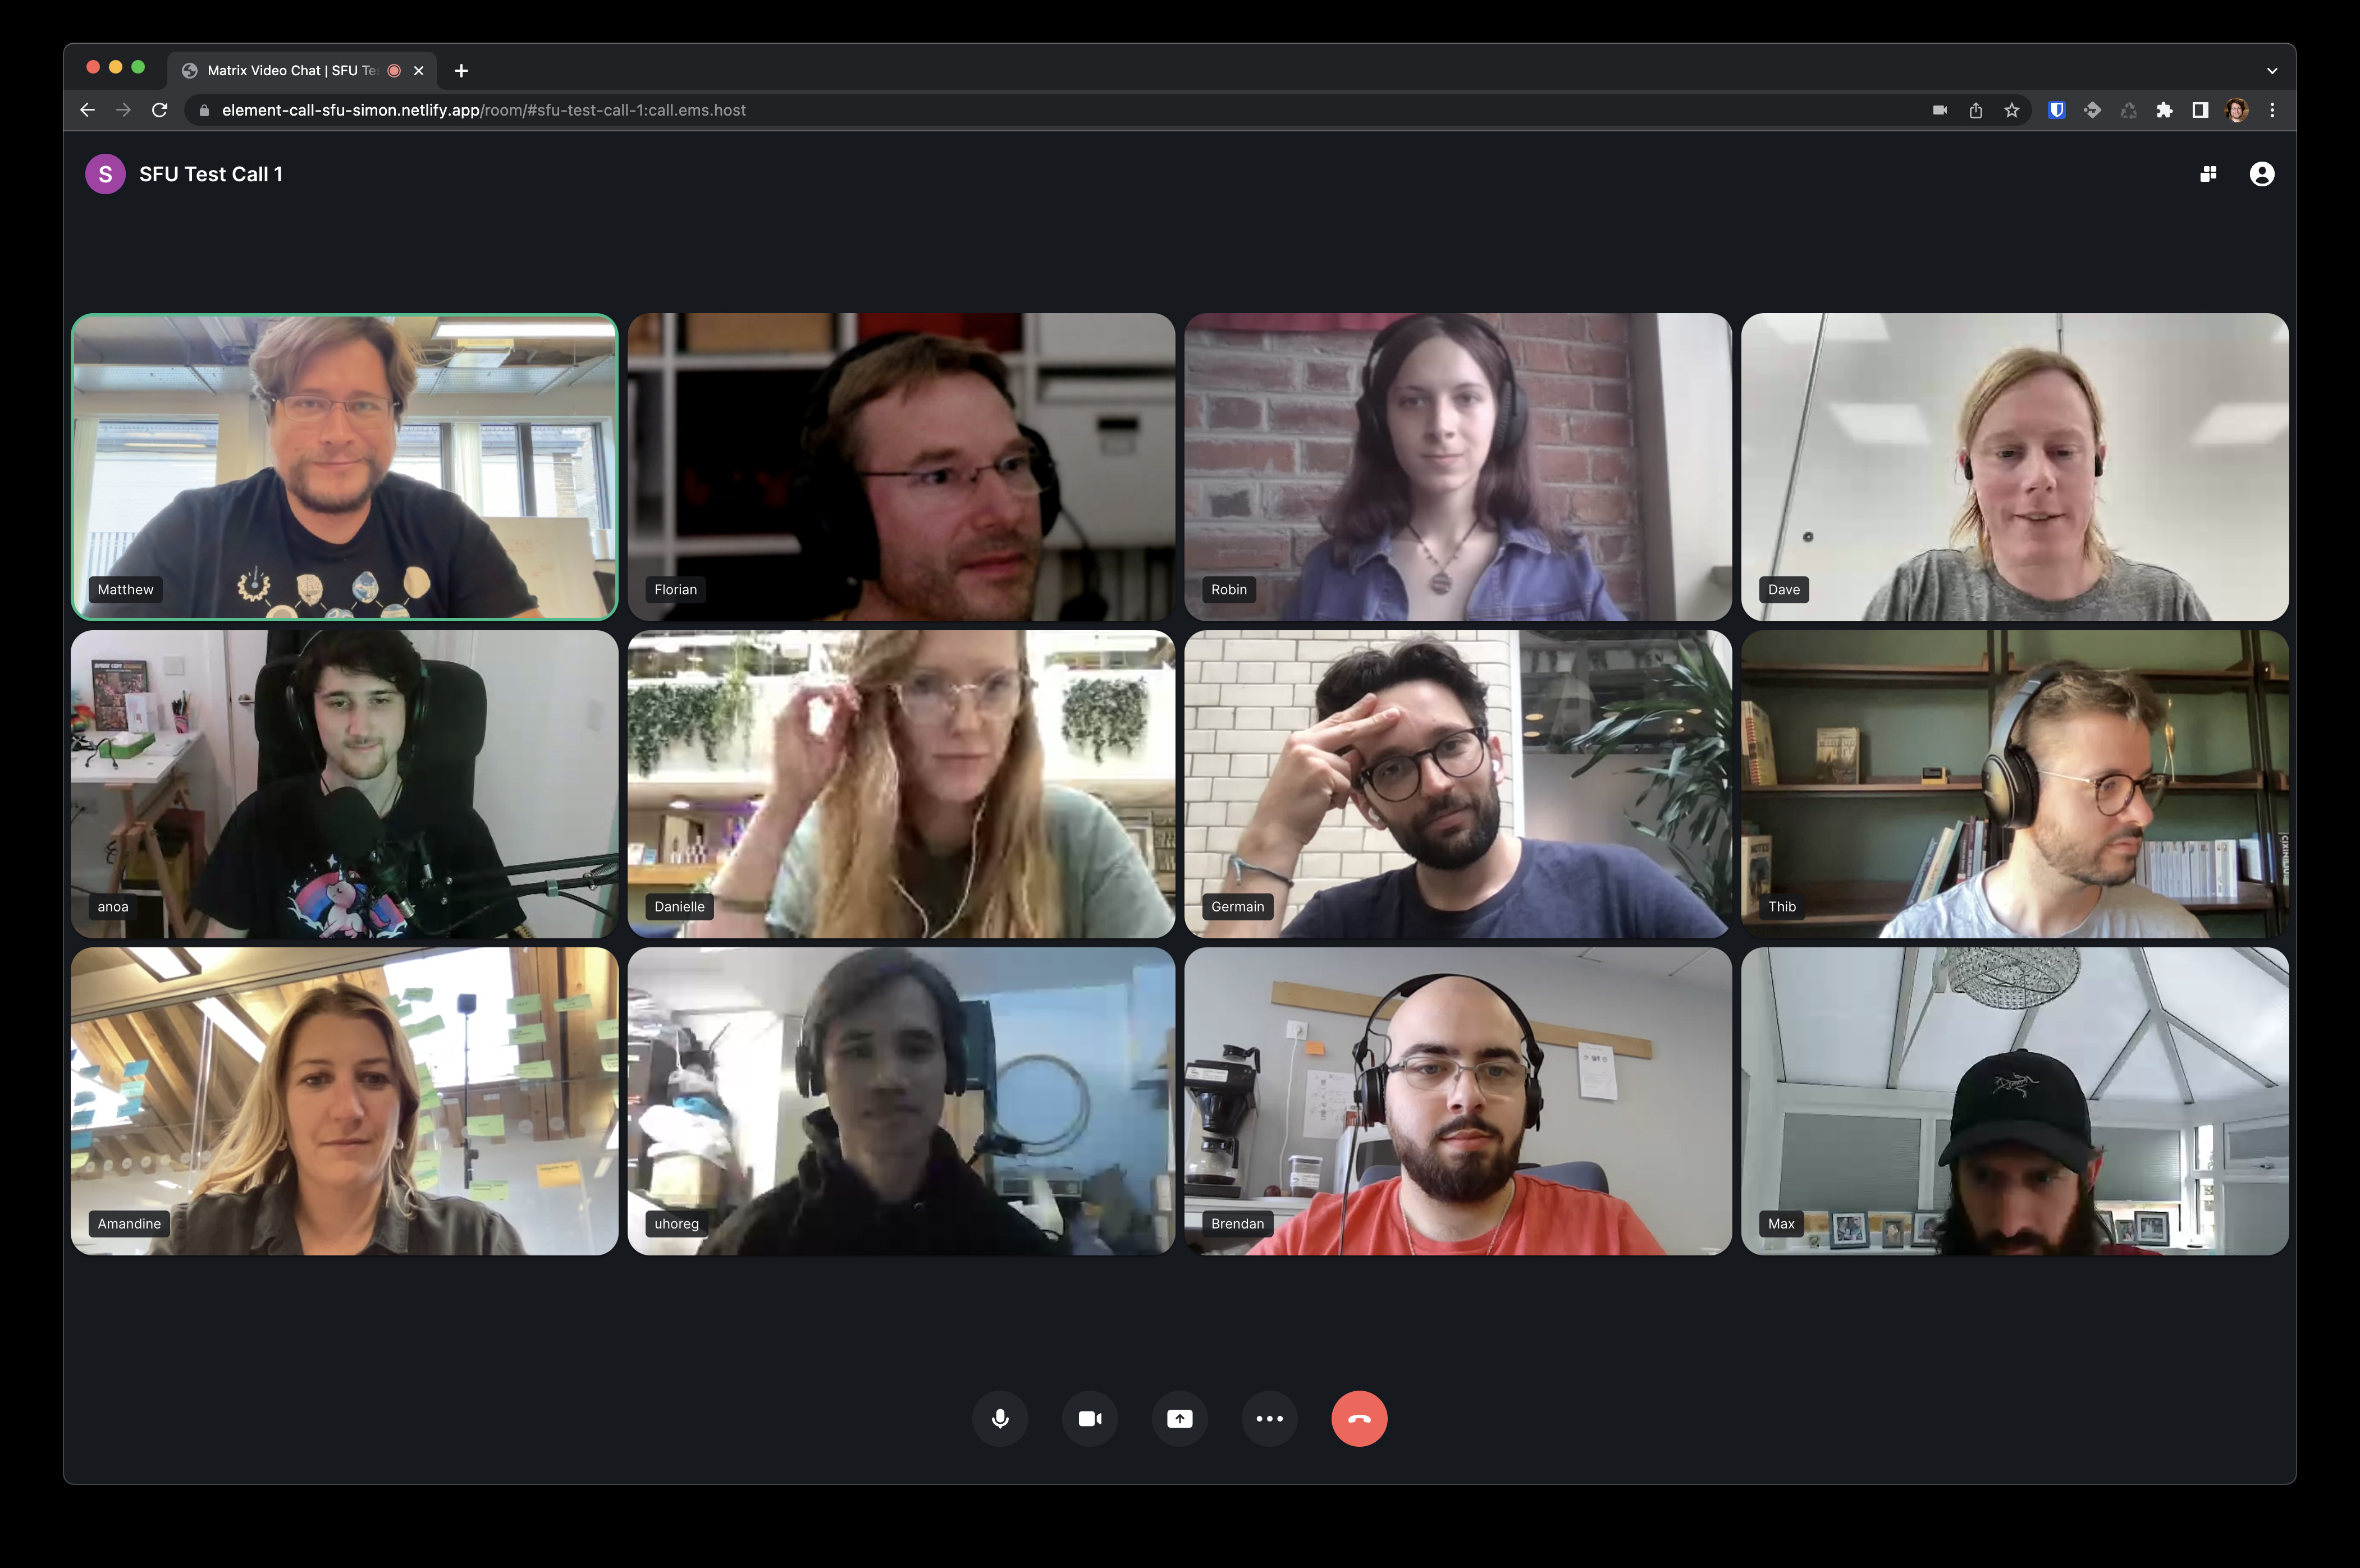 Matrix Video Chat | SFU Te
element-call-sfu-simon.netlify.app/room/#sfu-test-call-1:call.ems.host
S
SFU Test Call 1
Matthew
Florian
Robin
Dave
anoa
Danielle
Germain
Thib
Amandine
uhoreg
Brendan
Max